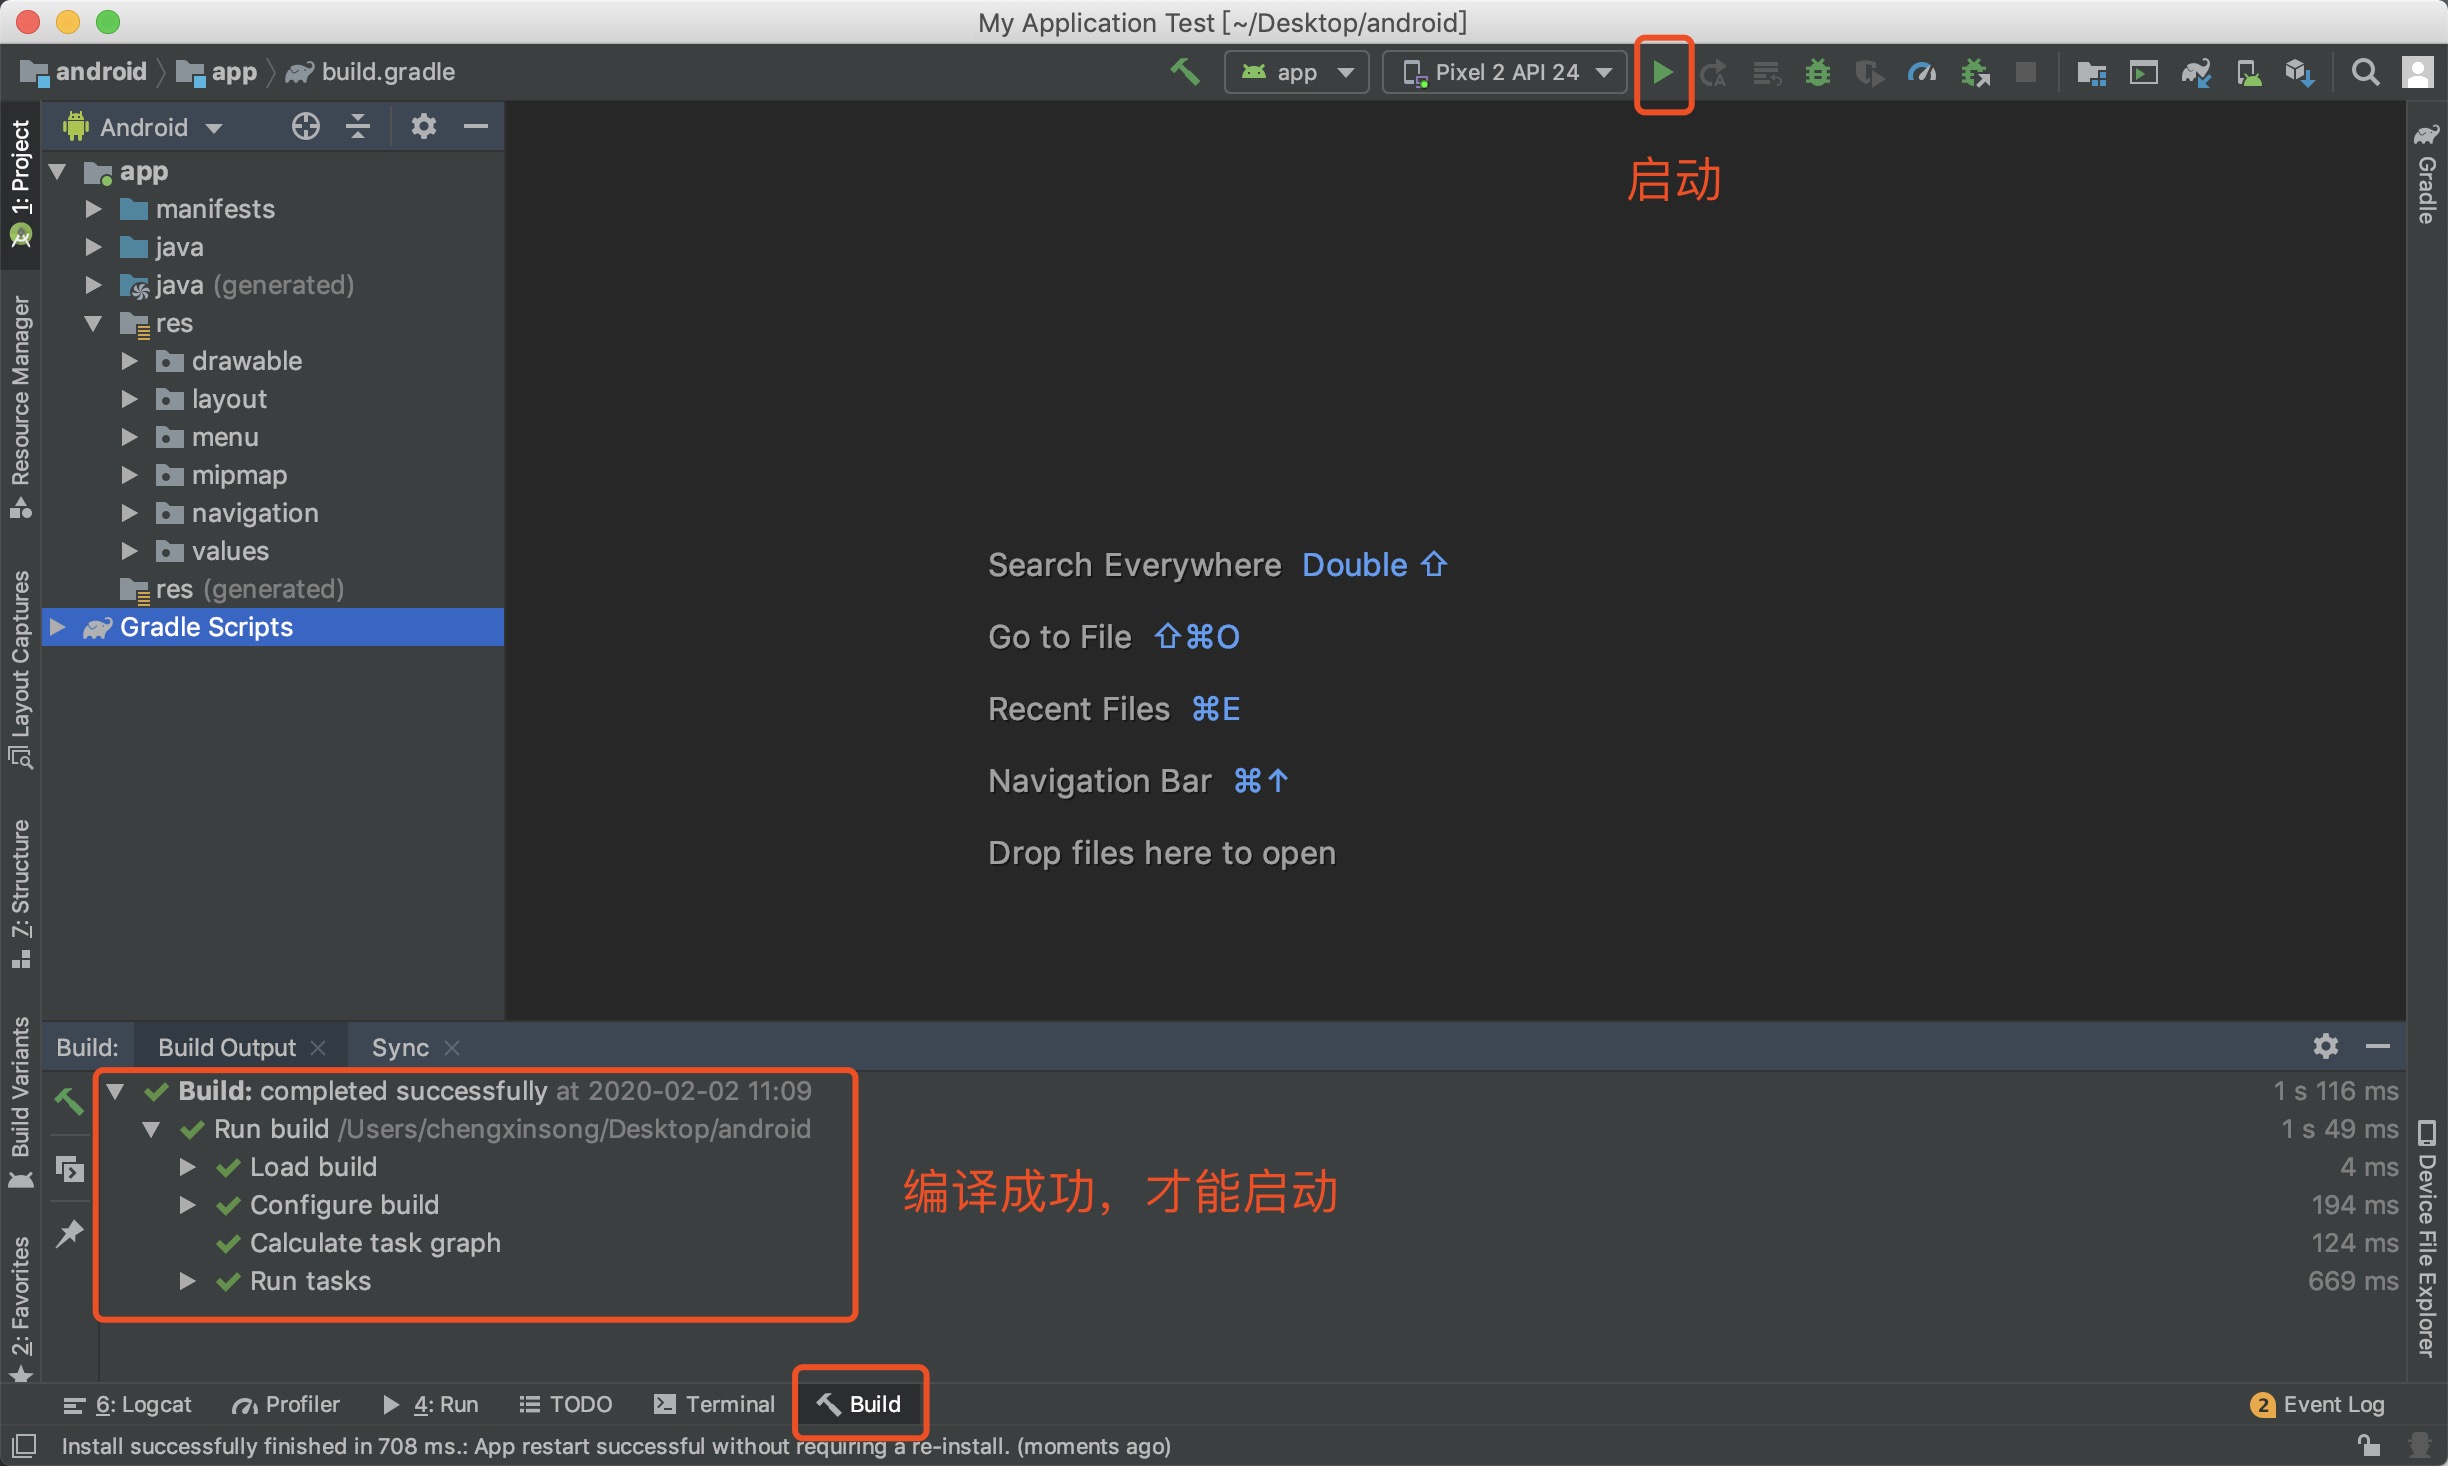 My Application Test [~/Desktop/android]
android app build.gradle
app Pixel 2 API 24
启动
1: Project
Resource Manager
Layout Captures
7: Structure
Build Variants
2: Favorites
Android
app
manifests
java
java (generated)
res
drawable
layout
menu
mipmap
navigation
values
res (generated)
Gradle Scripts
Search Everywhere Double ⇧
Go to File ⇧⌘O
Recent Files ⌘E
Navigation Bar ⌘↑
Drop files here to open
Gradle
Device File Explorer
Build: Build Output Sync
Build: completed successfully at 2020-02-02 11:09 1 s 116 ms
Run build /Users/chengxinsong/Desktop/android 1 s 49 ms
Load build 4 ms
Configure build 194 ms
Calculate task graph 124 ms
Run tasks 669 ms
编译成功，才能启动
6: Logcat Profiler 4: Run TODO Terminal Build 2 Event Log
Install successfully finished in 708 ms.: App restart successful without requiring a re-install. (moments ago)